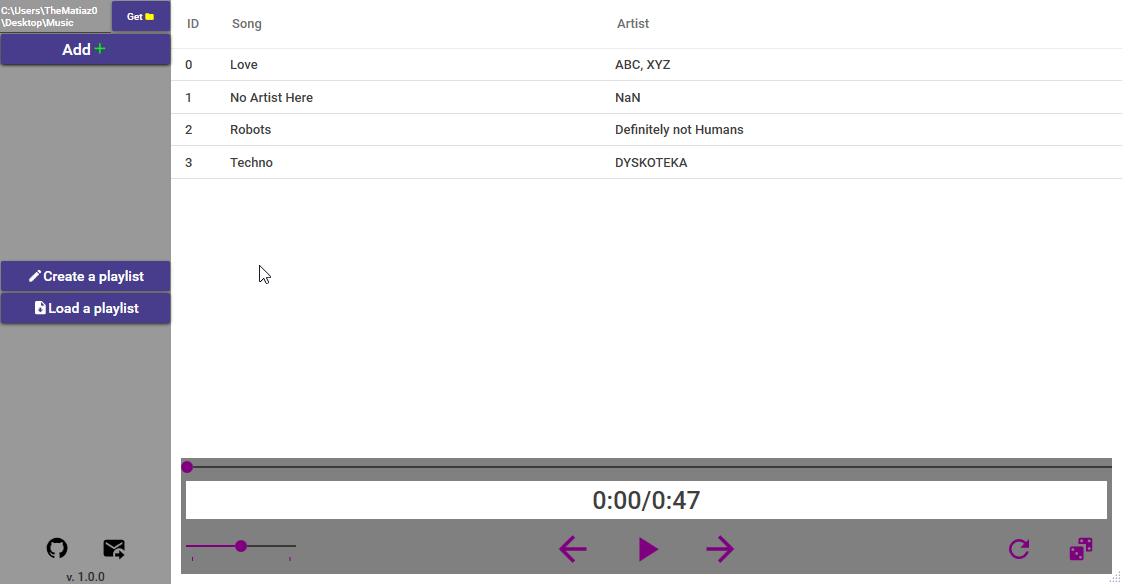 C:\Users\TheMatiaz0
\Desktop\Music
Get
Add
Create a playlist
Load a playlist
v. 1.0.0
ID Song Artist
0 Love ABC, XYZ
1 No Artist Here NaN
2 Robots Definitely not Humans
3 Techno DYSKOTEKA
0:00/0:47